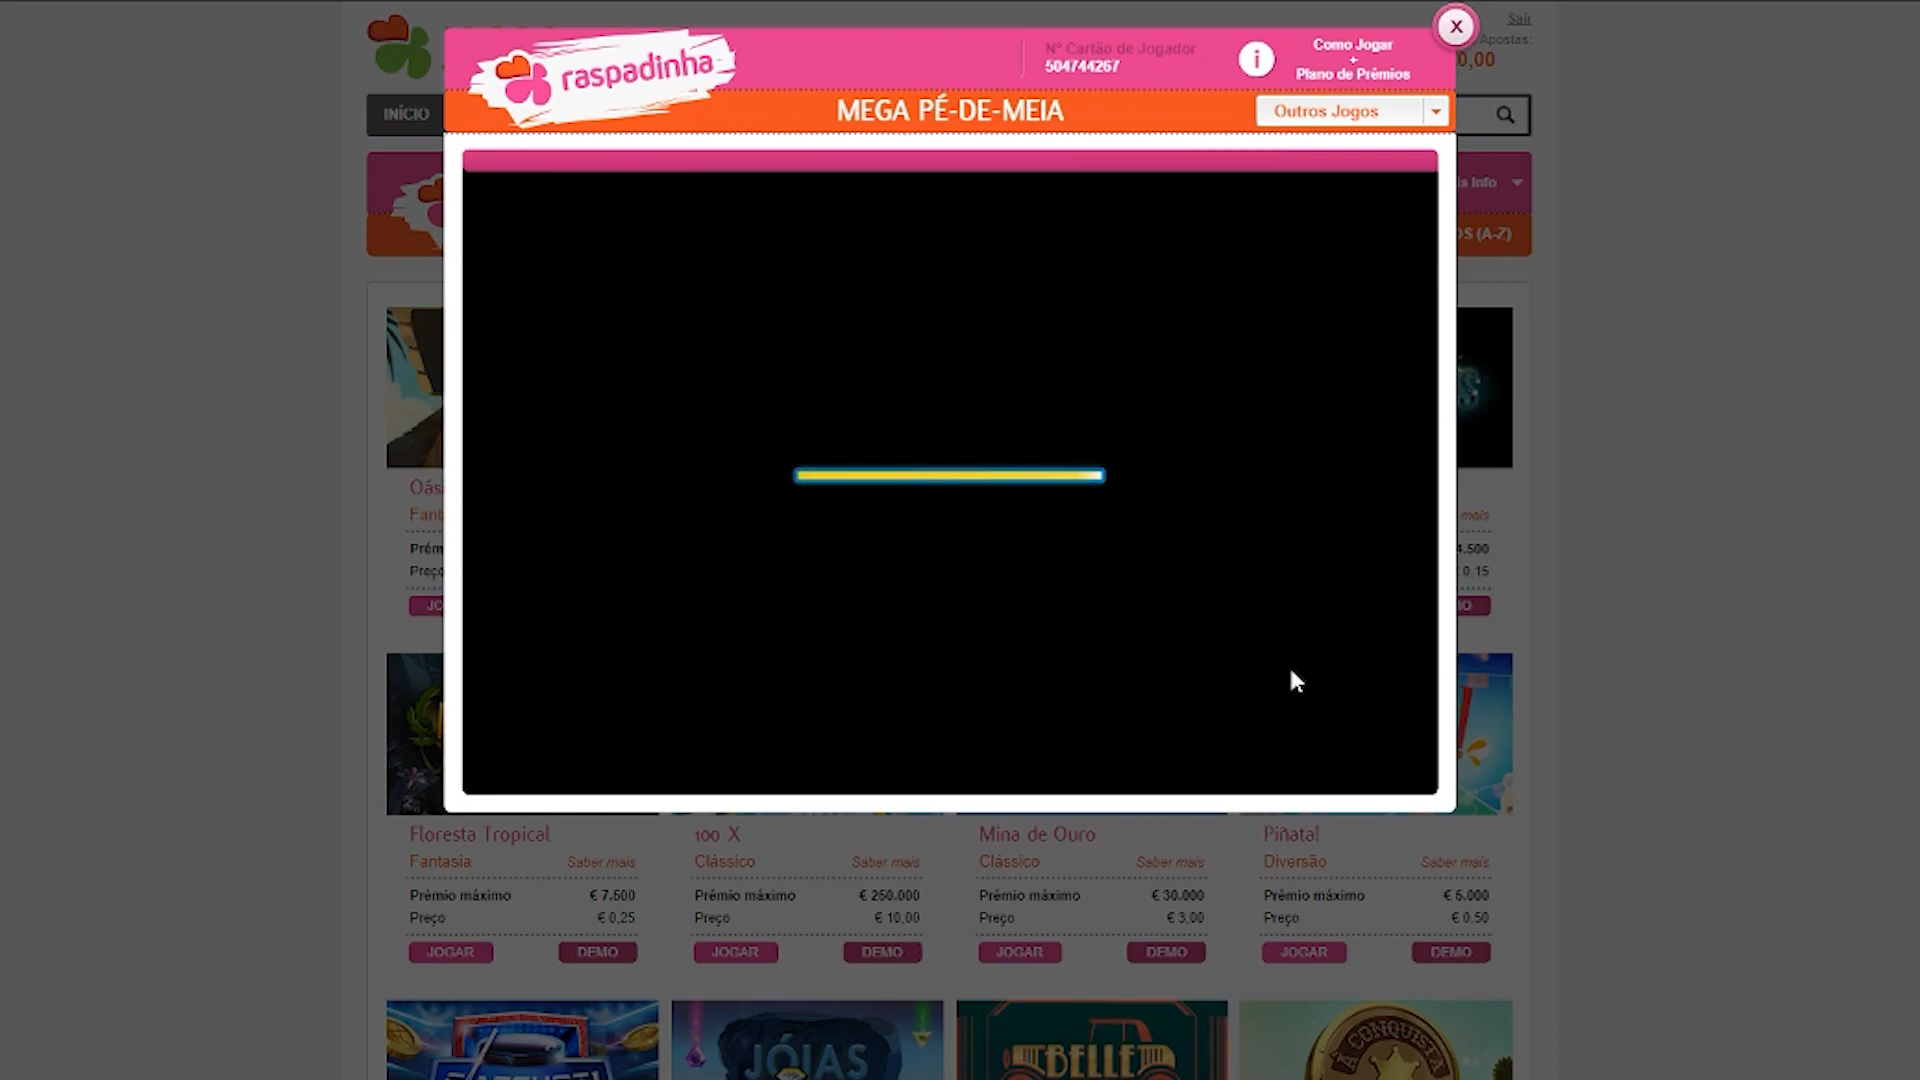 Sair
Apostas:
0,00
raspadinha
Nº Cartão de Jogador
504744267
i
Como Jogar
+
Plano de Prémios
X
INÍCIO
MEGA PÉ-DE-MEIA
Outros Jogos
Info
(A-Z)
Fant
mais
Prém
4.500
Preço
0,15
JO
MO
Floresta Tropical
Fantasia
Saber mais
Prémio máximo
€ 7.500
Preço
€ 0,25
JOGAR
DEMO
100 X
Clássico
Saber mais
Prémio máximo
€ 250.000
Preço
€ 10,00
JOGAR
DEMO
Mina de Ouro
Clássico
Saber mais
Prémio máximo
€ 30.000
Preço
€ 3,00
JOGAR
DEMO
Piñata!
Diversão
Saber mais
Prémio máximo
€ 5.000
Preço
€ 0,50
JOGAR
DEMO
JÓIAS
BELLE
A CONQUISTA